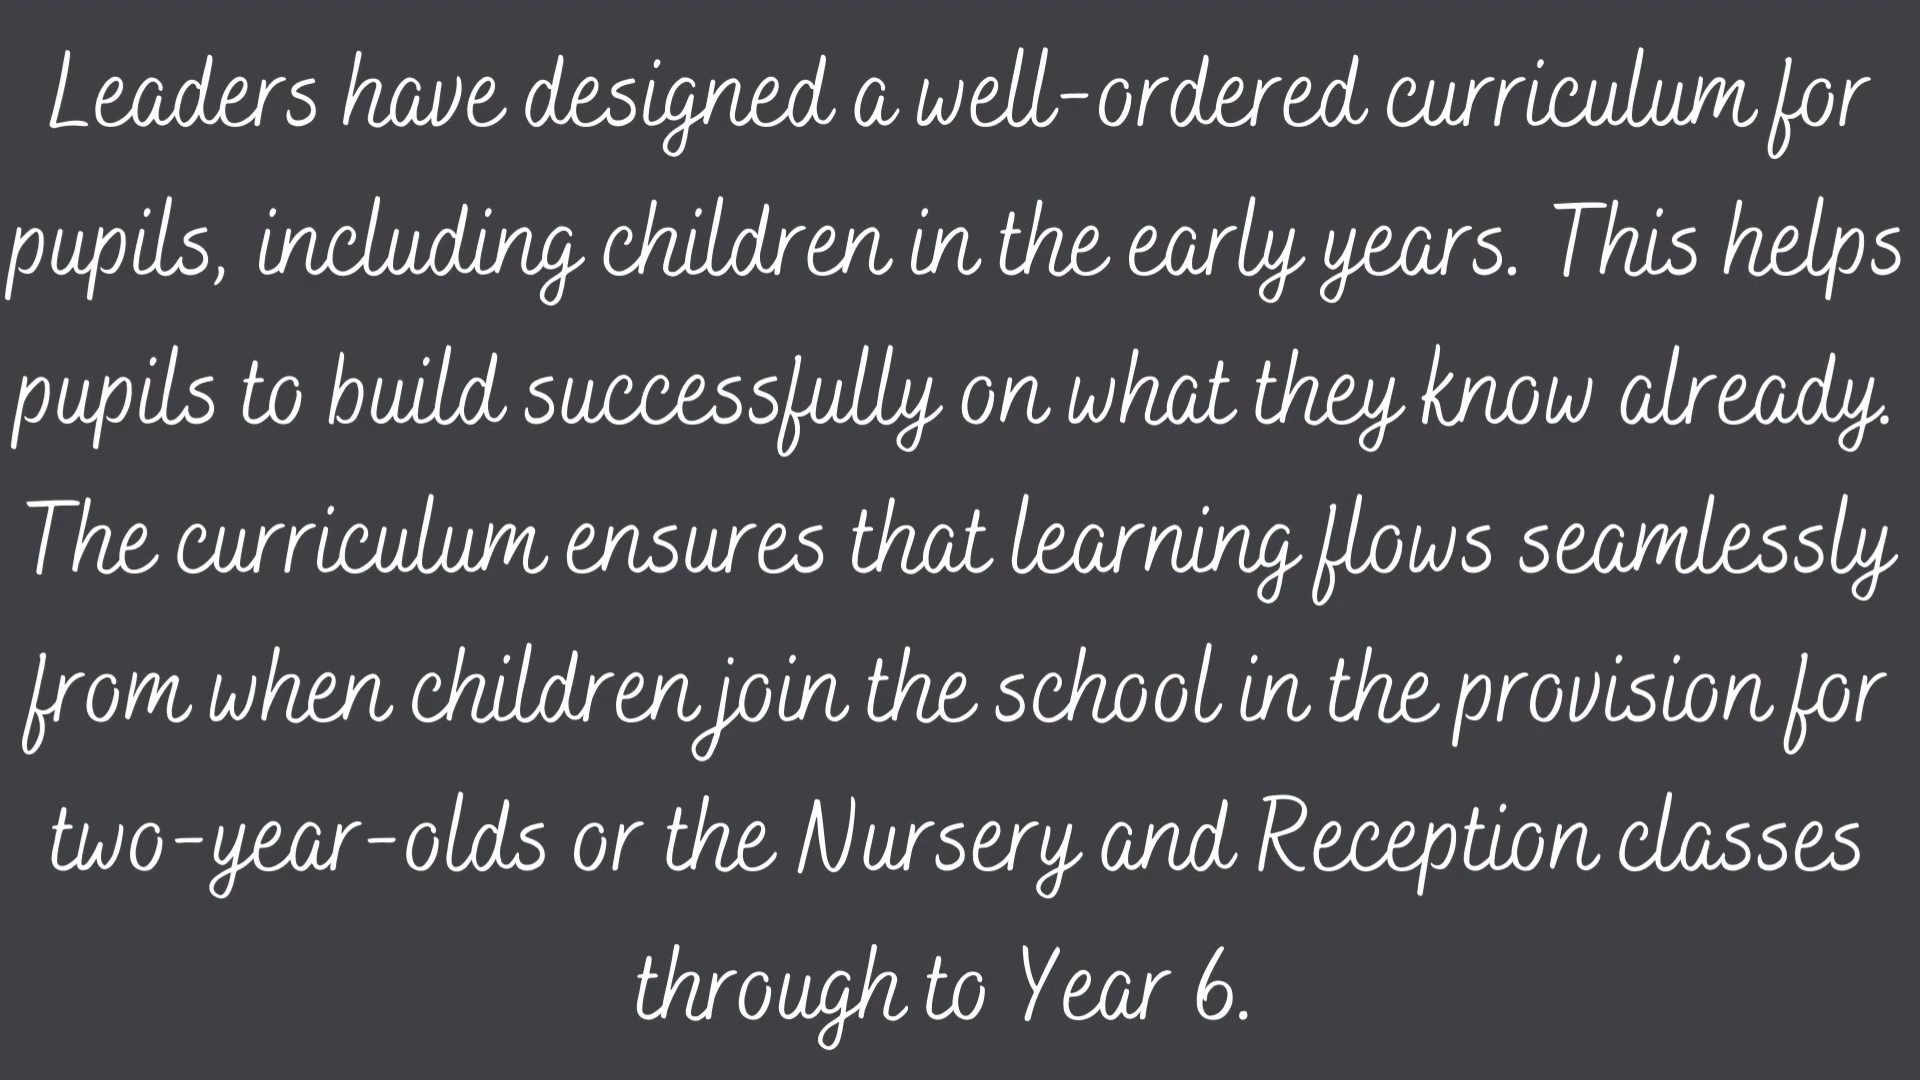 Leaders have designed a well-ordered curriculum for
pupils, including children in the early years. This helps
pupils to build successfully on what they know already.
The curriculum ensures that learning flows seamlessly
from when children join the school in the provision for
two-year-olds or the Nursery and Reception classes
through to Year 6.